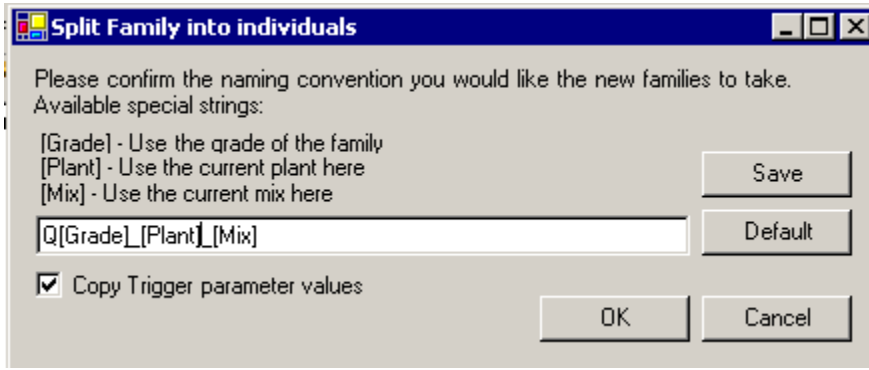 Split Family into individuals
Please confirm the naming convention you would like the new families to take.
Available special strings:
[Grade] - Use the grade of the family
[Plant] - Use the current plant here
[Mix] - Use the current mix here
Save
Q[Grade]_[Plant]_[Mix]
Default
Copy Trigger parameter values
OK
Cancel